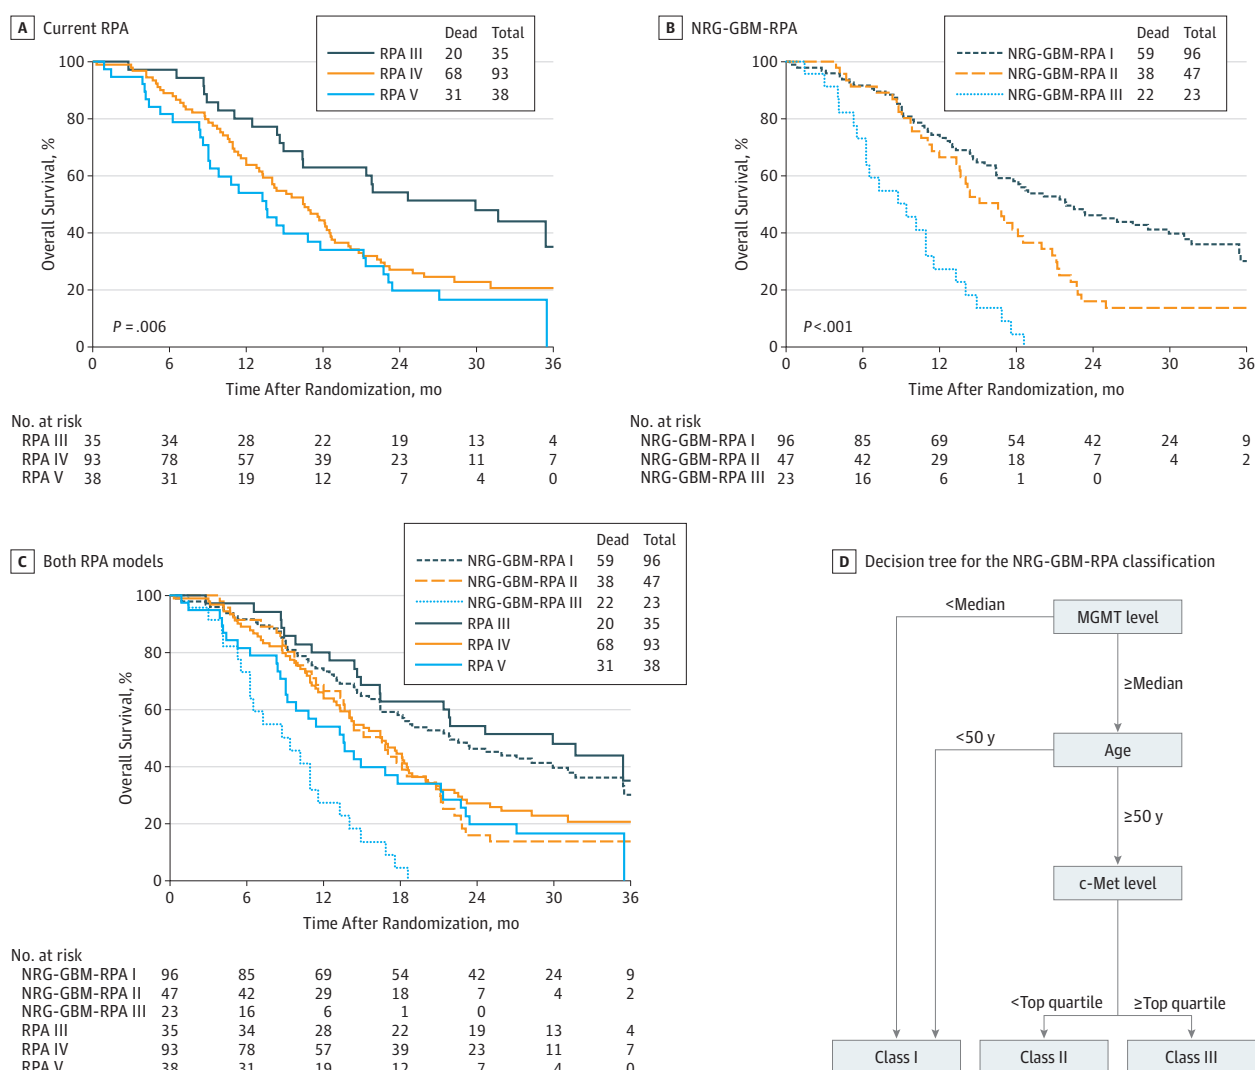 A Current RPA
Dead Total
RPA III 20 35
RPA IV 68 93
RPA V 31 38
100
80
60
40
20
0
Overall Survival, %
P = .006
0 6 12 18 24 30 36
Time After Randomization, mo
No. at risk
RPA III 35 34 28 22 19 13 4
RPA IV 93 78 57 39 23 11 7
RPA V 38 31 19 12 7 4 0
B NRG-GBM-RPA
Dead Total
NRG-GBM-RPA I 59 96
NRG-GBM-RPA II 38 47
NRG-GBM-RPA III 22 23
100
80
60
40
20
0
Overall Survival, %
P <.001
0 6 12 18 24 30 36
Time After Randomization, mo
No. at risk
NRG-GBM-RPA I 96 85 69 54 42 24 9
NRG-GBM-RPA II 47 42 29 18 7 4 2
NRG-GBM-RPA III 23 16 6 1 0
C Both RPA models
Dead Total
NRG-GBM-RPA I 59 96
NRG-GBM-RPA II 38 47
NRG-GBM-RPA III 22 23
RPA III 20 35
RPA IV 68 93
RPA V 31 38
100
80
60
40
20
0
Overall Survival, %
0 6 12 18 24 30 36
Time After Randomization, mo
No. at risk
NRG-GBM-RPA I 96 85 69 54 42 24 9
NRG-GBM-RPA II 47 42 29 18 7 4 2
NRG-GBM-RPA III 23 16 6 1 0
RPA III 35 34 28 22 19 13 4
RPA IV 93 78 57 39 23 11 7
RPA V 38 31 19 12 7 4 0
D Decision tree for the NRG-GBM-RPA classification
<Median
MGMT level
≥Median
<50 y
Age
≥50 y
c-Met level
<Top quartile
≥Top quartile
Class I
Class II
Class III